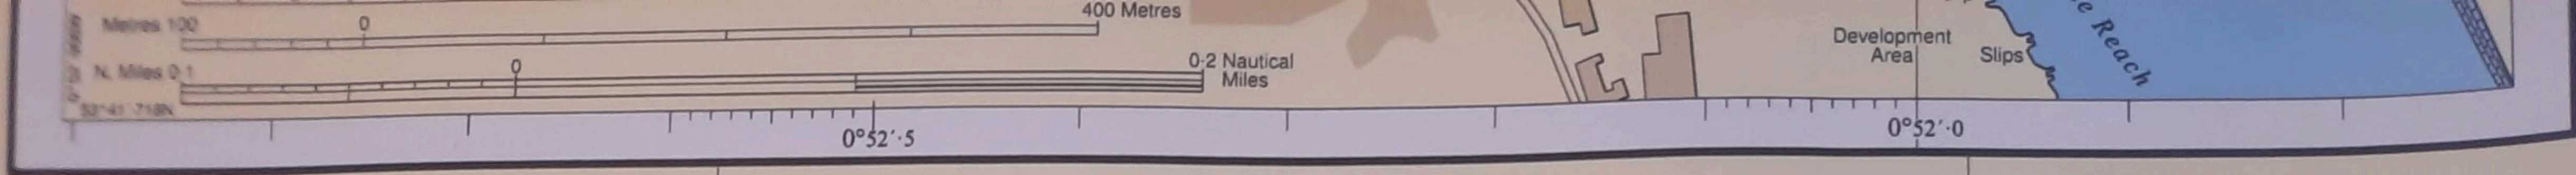 Metres 100
0
400 Metres
N. Miles 0·1
0
0·2 Nautical
Miles
Development
Area
Slips
e Reach
0°52′·5
0°52′·0